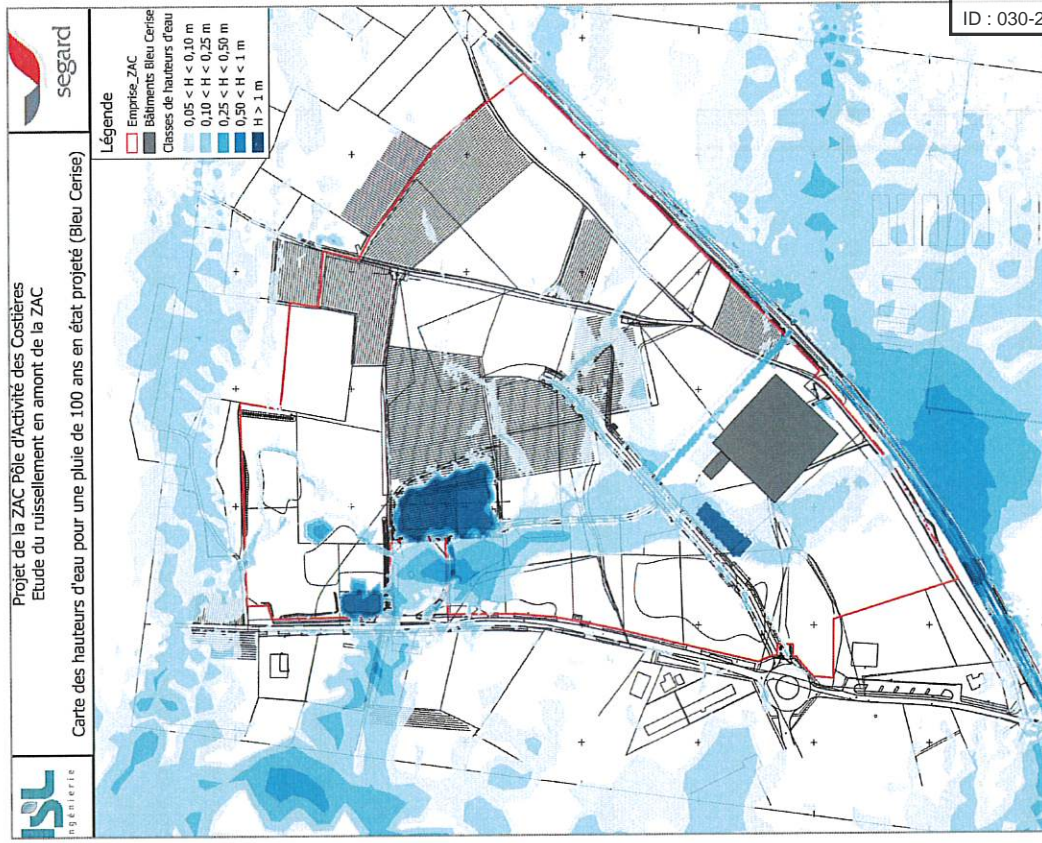 ISL
Ingénierie
Projet de la ZAC Pôle d'Activité des Costières
Etude du ruissellement en amont de la ZAC
segard
Carte des hauteurs d'eau pour une pluie de 100 ans en état projeté (Bleu Cerise)
Légende
Emprise_ZAC
Bâtiments Bleu Cerise
Classes de hauteurs d'eau
0,05 < H < 0,10 m
0,10 < H < 0,25 m
0,25 < H < 0,50 m
0,50 < H < 1 m
H > 1 m
ID : 030-2